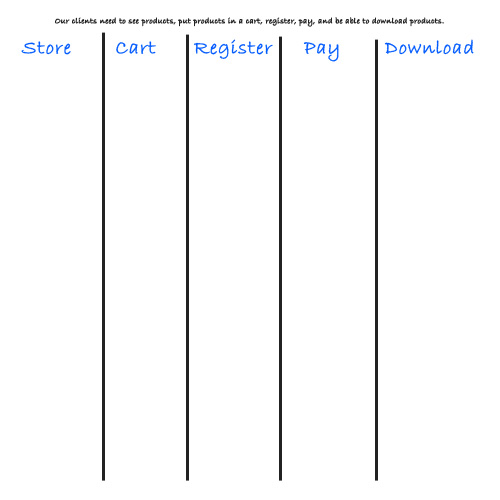 Our clients need to see products, put products in a cart, register, pay, and be able to download products.
Store Cart Register Pay Download